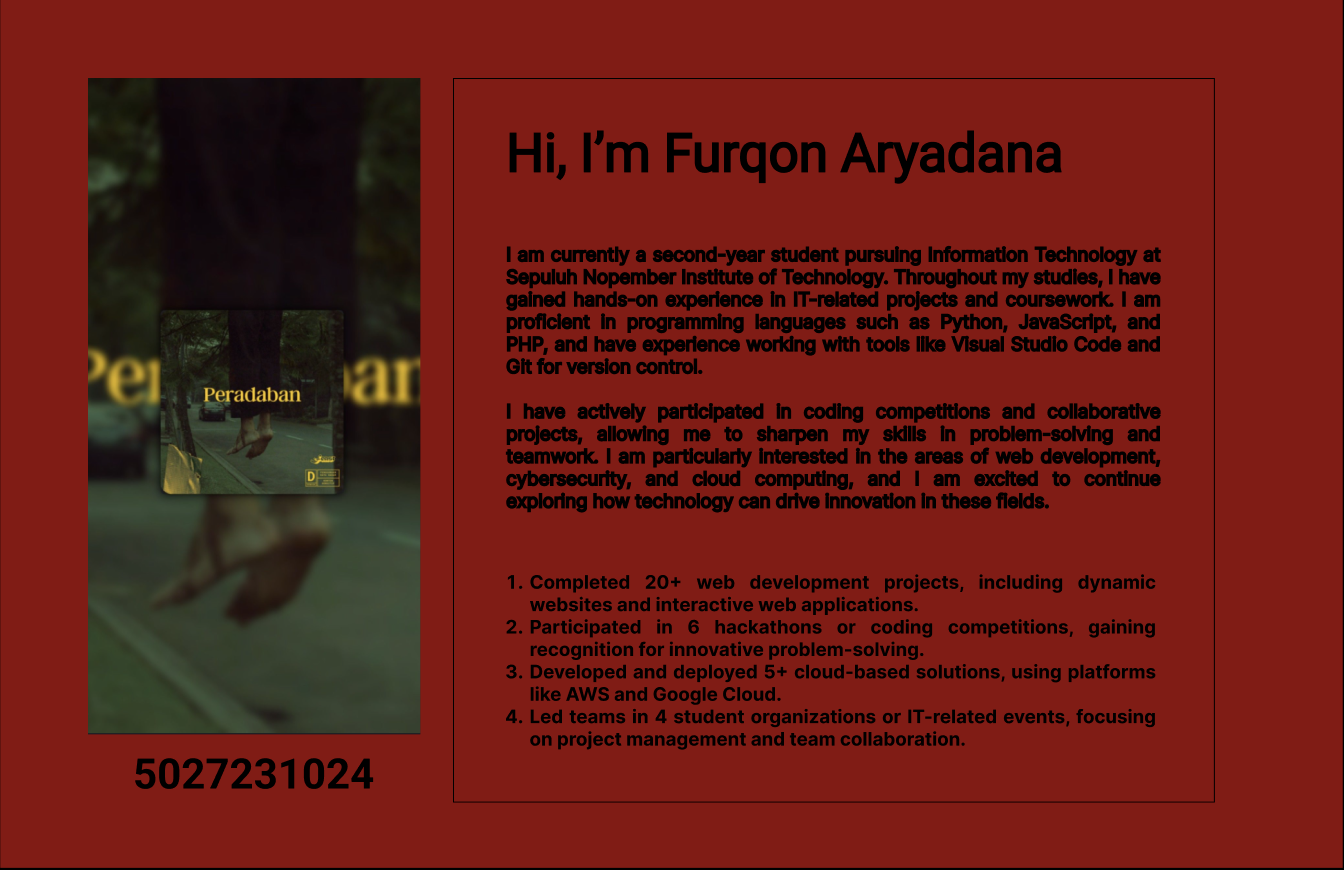 Hi, I’m Furqon Aryadana
I am currently a second-year student pursuing Information Technology at
Sepuluh Nopember Institute of Technology. Throughout my studies, I have
gained hands-on experience in IT-related projects and coursework. I am
proficient in programming languages such as Python, JavaScript, and
PHP, and have experience working with tools like Visual Studio Code and
Git for version control.
I have actively participated in coding competitions and collaborative
projects, allowing me to sharpen my skills in problem-solving and
teamwork. I am particularly interested in the areas of web development,
cybersecurity, and cloud computing, and I am excited to continue
exploring how technology can drive innovation in these fields.
1. Completed 20+ web development projects, including dynamic
websites and interactive web applications.
2. Participated in 6 hackathons or coding competitions, gaining
recognition for innovative problem-solving.
3. Developed and deployed 5+ cloud-based solutions, using platforms
like AWS and Google Cloud.
4. Led teams in 4 student organizations or IT-related events, focusing
on project management and team collaboration.
Peradaban
D
5027231024